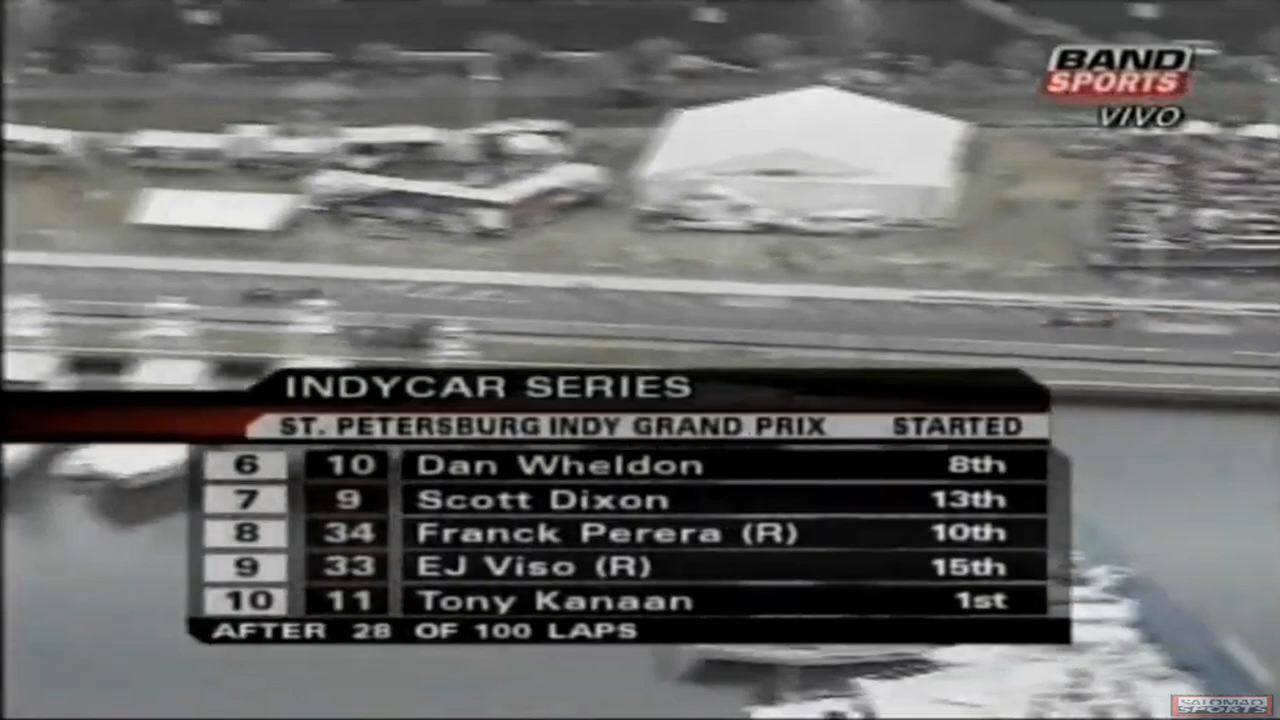 BAND
SPORTS
VIVO
INDYCAR SERIES
ST. PETERSBURG INDY GRAND PRIX STARTED
6 10 Dan Wheldon 8th
7 9 Scott Dixon 13th
8 34 Franck Perera (R) 10th
9 33 EJ Viso (R) 15th
10 11 Tony Kanaan 1st
AFTER 28 OF 100 LAPS
SALOMAO
SPORTS